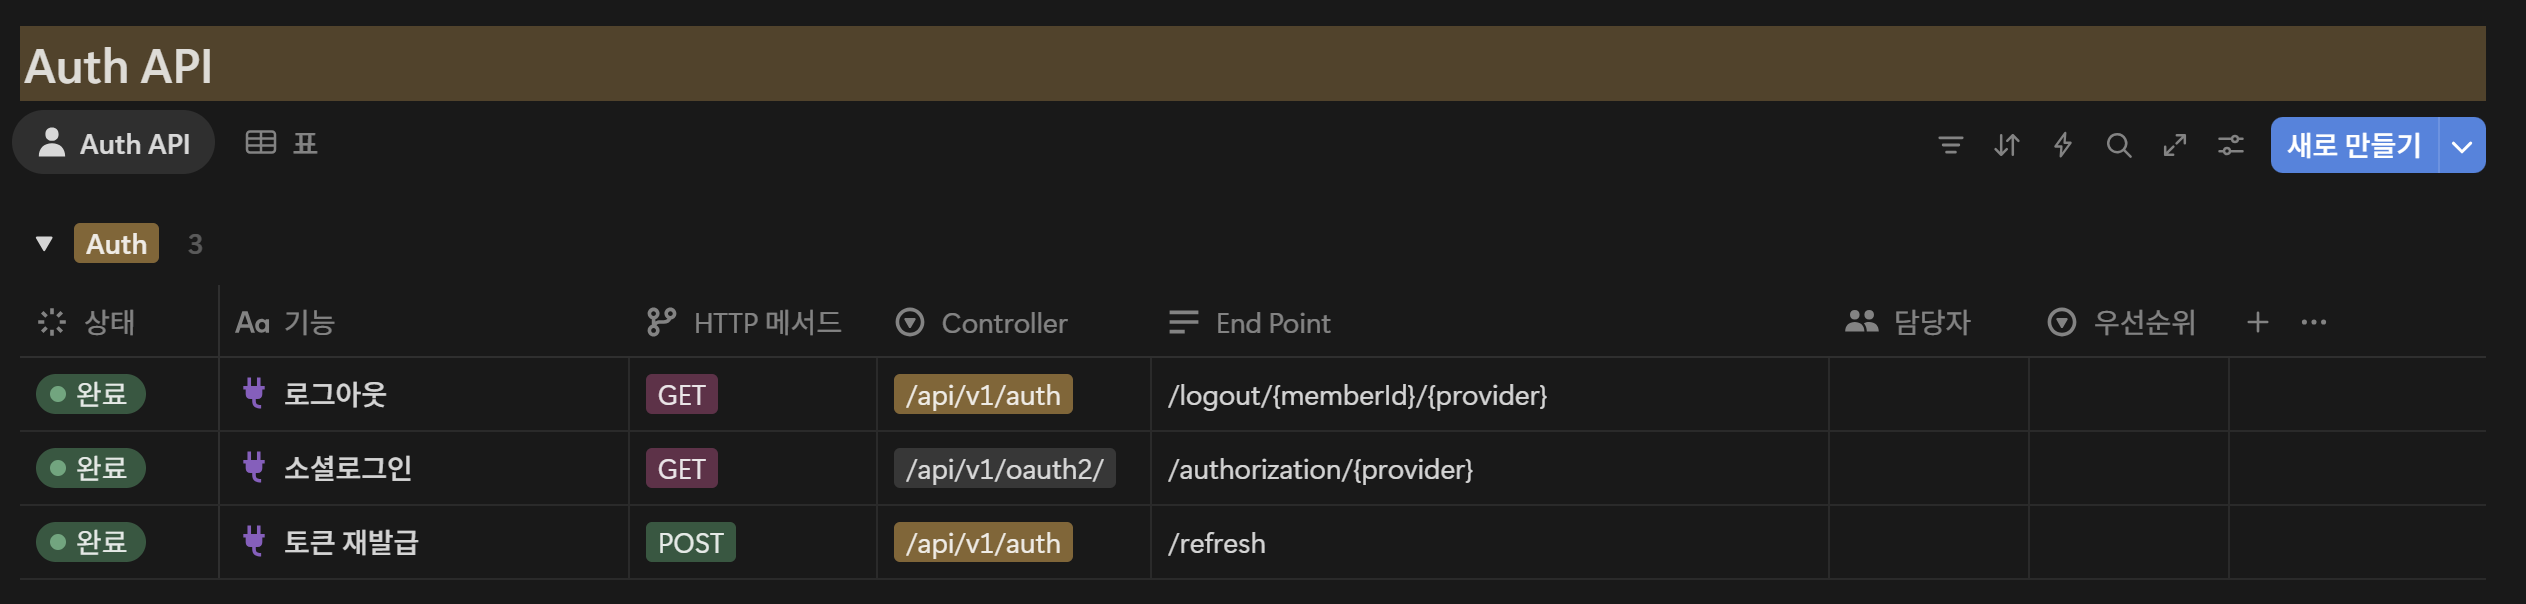 Auth API
Auth API 표
새로 만들기
Auth 3
상태 Aa 기능 HTTP 메서드 Controller End Point 담당자 우선순위
완료 로그아웃 GET /api/v1/auth /logout/{memberId}/{provider}
완료 소셜로그인 GET /api/v1/oauth2/ /authorization/{provider}
완료 토큰 재발급 POST /api/v1/auth /refresh